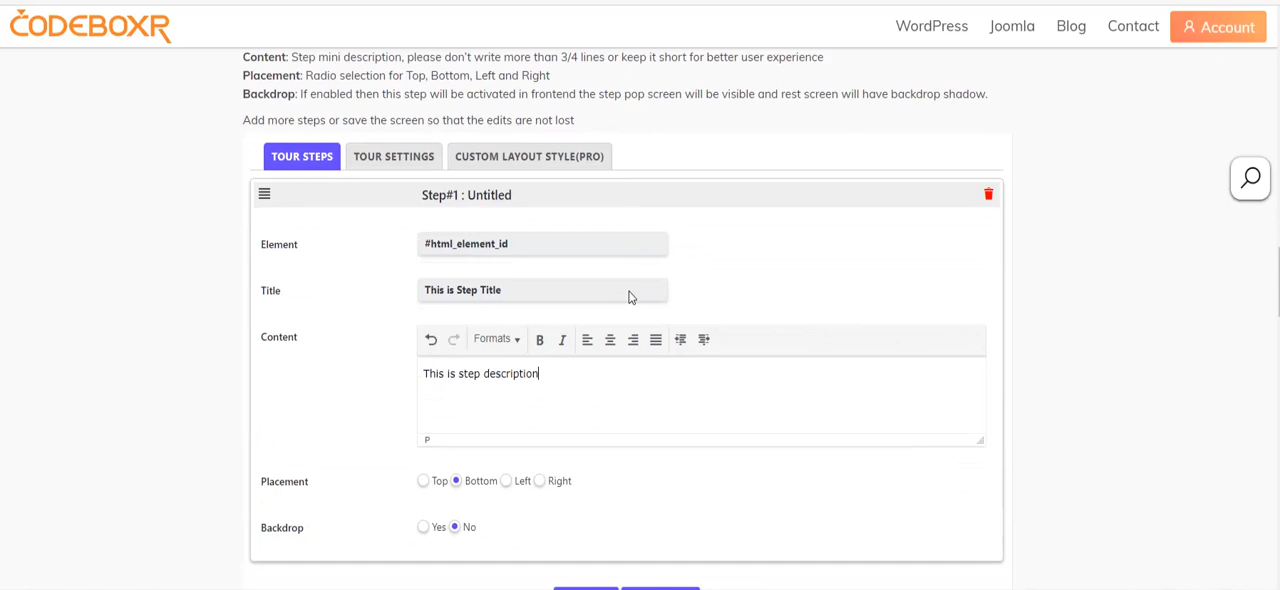 CODEBOXR
WordPress Joomla Blog Contact Account
Content: Step mini description, please don't write more than 3/4 lines or keep it short for better user experience
Placement: Radio selection for Top, Bottom, Left and Right
Backdrop: If enabled then this step will be activated in frontend the step pop screen will be visible and rest screen will have backdrop shadow.
Add more steps or save the screen so that the edits are not lost
TOUR STEPS TOUR SETTINGS CUSTOM LAYOUT STYLE(PRO)
Step#1 : Untitled
Element #html_element_id
Title This is Step Title
Content Formats B I
This is step description
P
Placement Top Bottom Left Right
Backdrop Yes No